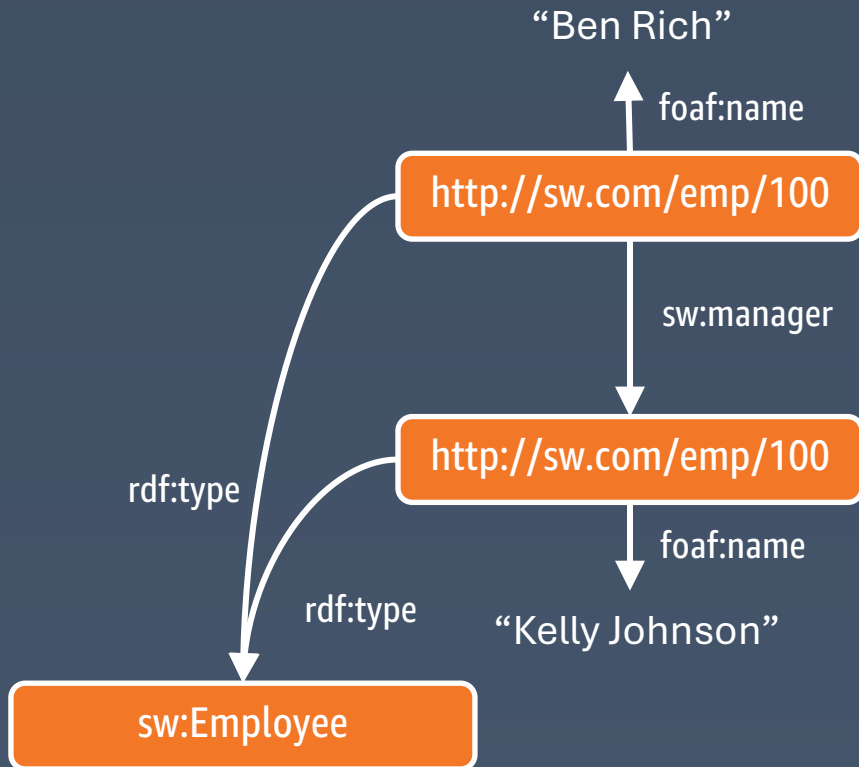 “Ben Rich”
foaf:name
http://sw.com/emp/100
sw:manager
http://sw.com/emp/100
rdf:type
foaf:name
rdf:type
“Kelly Johnson”
sw:Employee